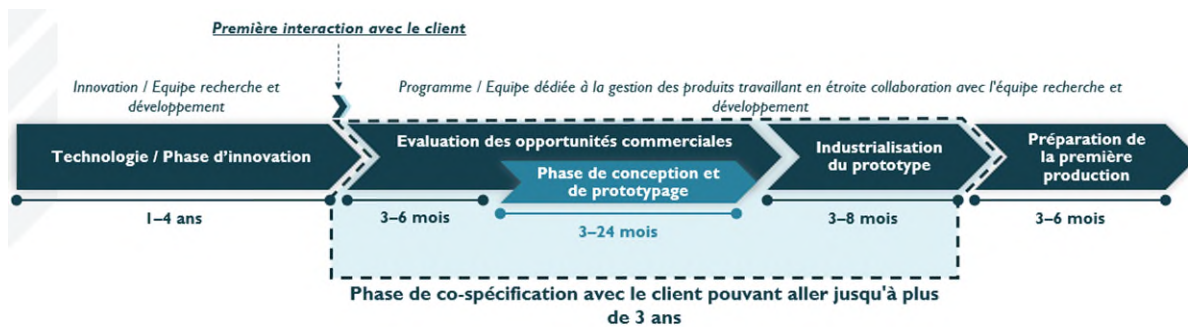 Première interaction avec le client
Innovation / Equipe recherche et
développement
Programme / Equipe dédiée à la gestion des produits travaillant en étroite collaboration avec l'équipe recherche et
développement
Technologie / Phase d'innovation
Evaluation des opportunités commerciales
Phase de conception et
de prototypage
Industrialisation
du prototype
Préparation de
la première
production
1–4 ans
3–6 mois
3–24 mois
3–8 mois
3–6 mois
Phase de co-spécification avec le client pouvant aller jusqu'à plus
de 3 ans